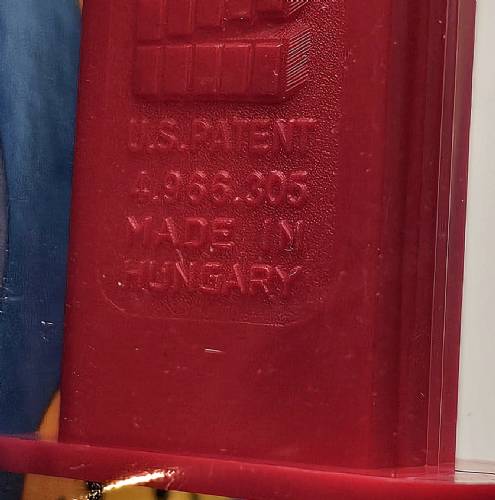 U.S.PATENT
4.966.305
MADE IN
HUNGARY